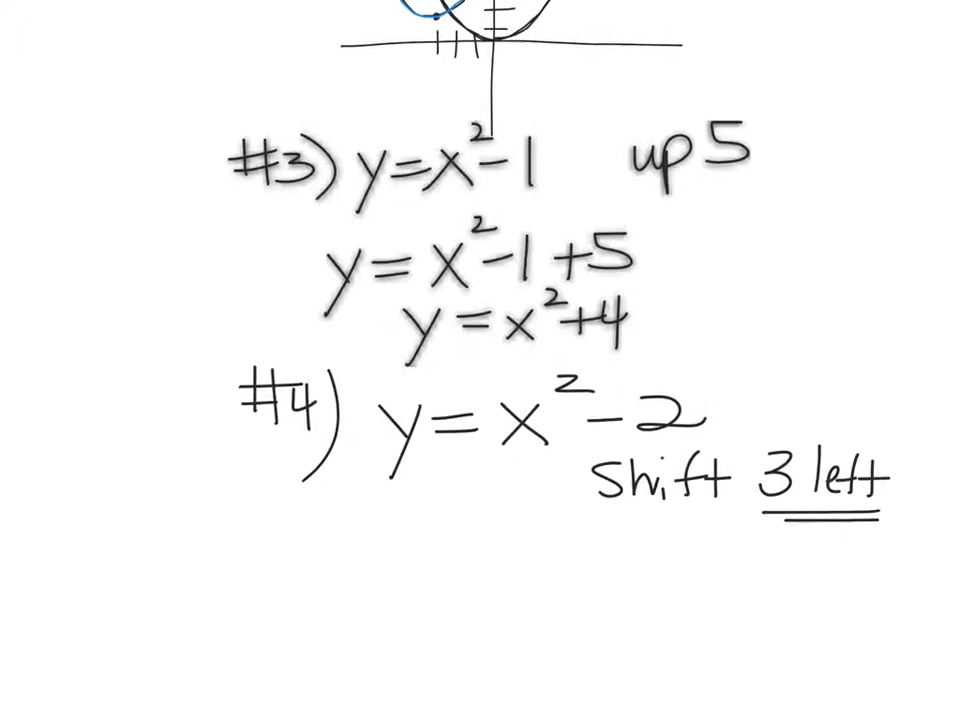 #3) y=x²-1 up 5
y=x²-1+5
y=x²+4
#4) y=x²-2
shift 3 left